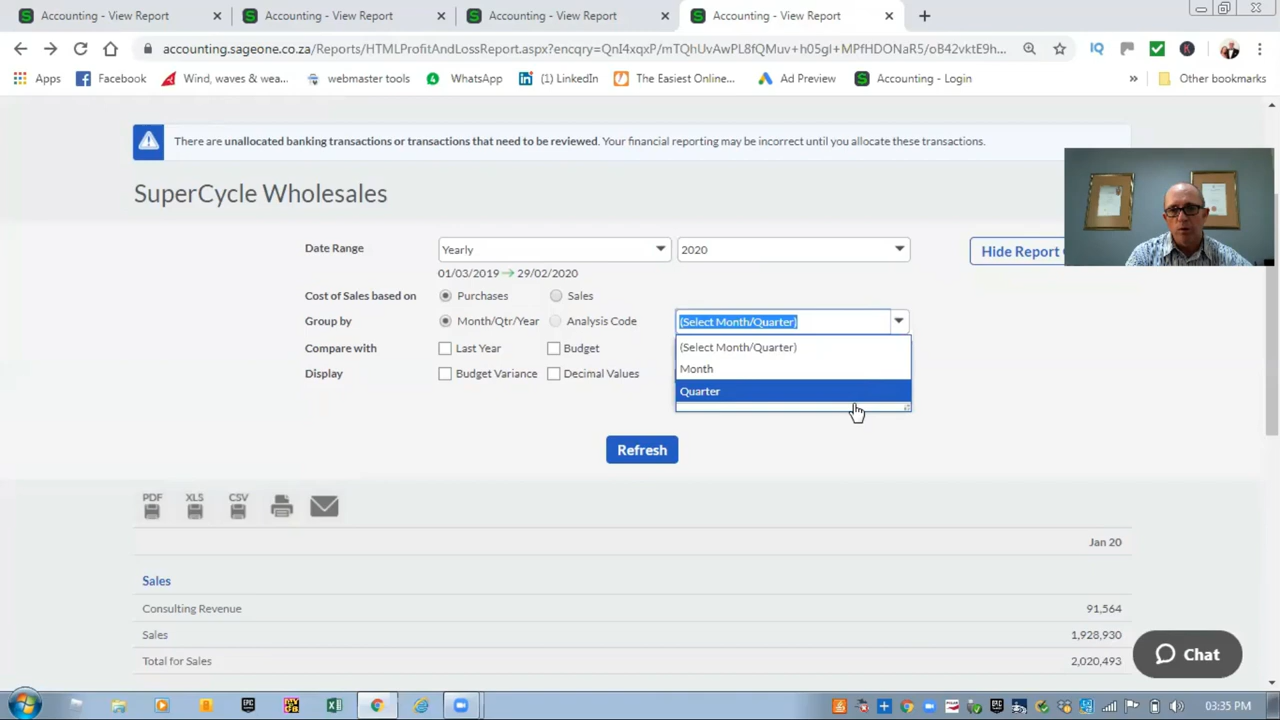 Accounting - View Report
Accounting - View Report
Accounting - View Report
Accounting - View Report
accounting.sageone.co.za/Reports/HTMLProfitAndLossReport.aspx?encqry=QnI4xqxP/mTQhUvAwPL8fQMuv+h05gI+MPfHDONaR5/oB42vktE9h...
Apps
Facebook
Wind, waves & wea...
webmaster tools
WhatsApp
(1) LinkedIn
The Easiest Online...
Ad Preview
Accounting - Login
Other bookmarks
There are unallocated banking transactions or transactions that need to be reviewed. Your financial reporting may be incorrect until you allocate these transactions.
SuperCycle Wholesales
Date Range
Yearly
2020
Hide Report
01/03/2019 → 29/02/2020
Cost of Sales based on
Purchases
Sales
Group by
Month/Qtr/Year
Analysis Code
(Select Month/Quarter)
Compare with
Last Year
Budget
(Select Month/Quarter)
Month
Display
Budget Variance
Decimal Values
Quarter
Refresh
PDF
XLS
CSV
Jan 20
Sales
Consulting Revenue
91,564
Sales
1,928,930
Total for Sales
2,020,493
Chat
03:35 PM